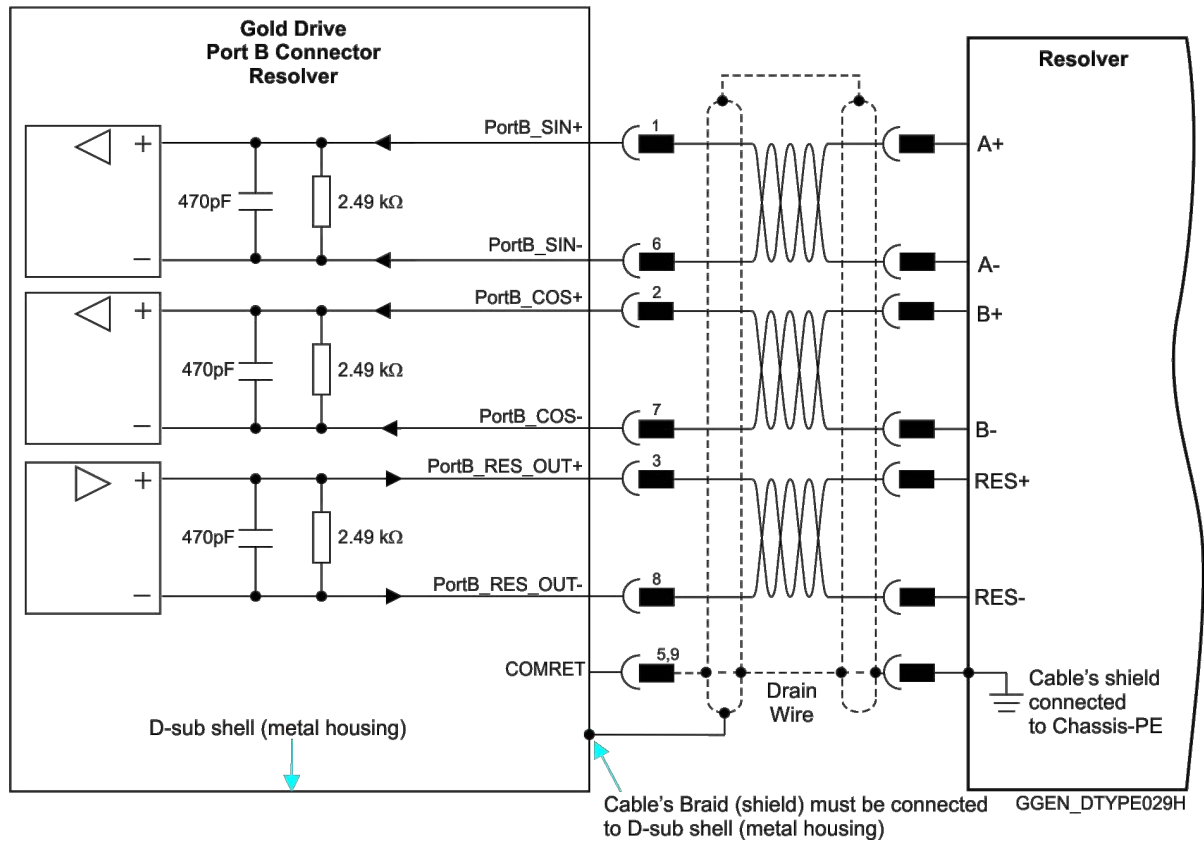 Gold Drive
Port B Connector
Resolver
Resolver
PortB_SIN+
1
A+
+
470pF
2.49 kΩ
PortB_SIN-
6
A-
−
PortB_COS+
2
B+
+
470pF
2.49 kΩ
PortB_COS-
7
B-
−
PortB_RES_OUT+
3
RES+
+
470pF
2.49 kΩ
PortB_RES_OUT-
8
RES-
−
COMRET
5,9
Drain
Wire
Cable's shield
connected
to Chassis-PE
D-sub shell (metal housing)
Cable's Braid (shield) must be connected
to D-sub shell (metal housing)
GGEN_DTYPE029H